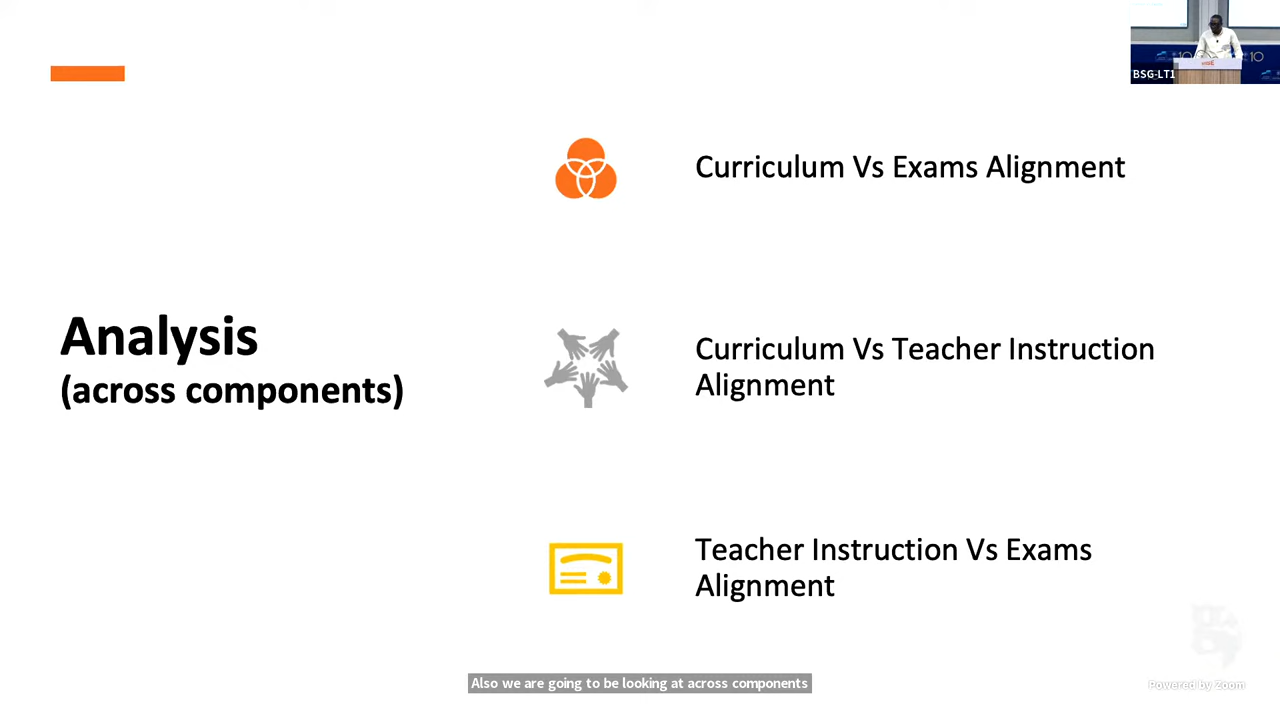 BSG-LT1
Curriculum Vs Exams Alignment
Analysis
(across components)
Curriculum Vs Teacher Instruction
Alignment
Teacher Instruction Vs Exams
Alignment
Also we are going to be looking at across components
Powered by Zoom